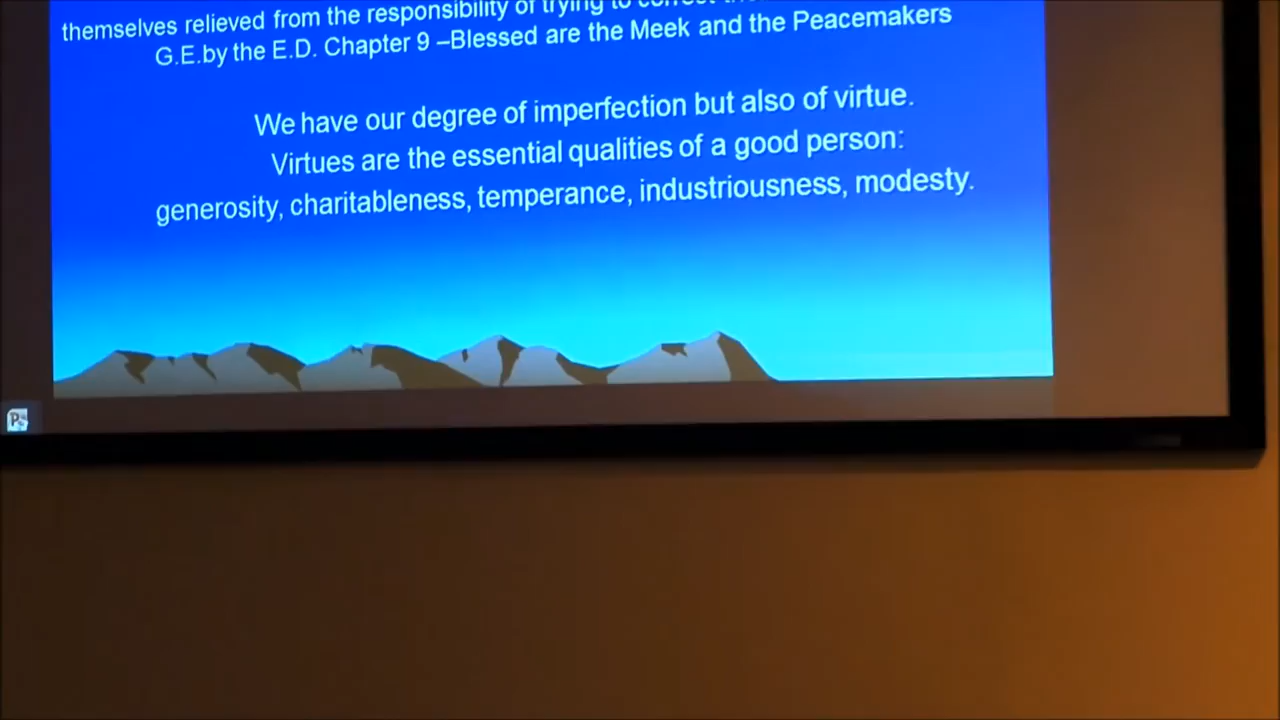 themselves relieved from the responsibility of trying to correct
G.E.by the E.D. Chapter 9 –Blessed are the Meek and the Peacemakers
We have our degree of imperfection but also of virtue.
Virtues are the essential qualities of a good person:
generosity, charitableness, temperance, industriousness, modesty.